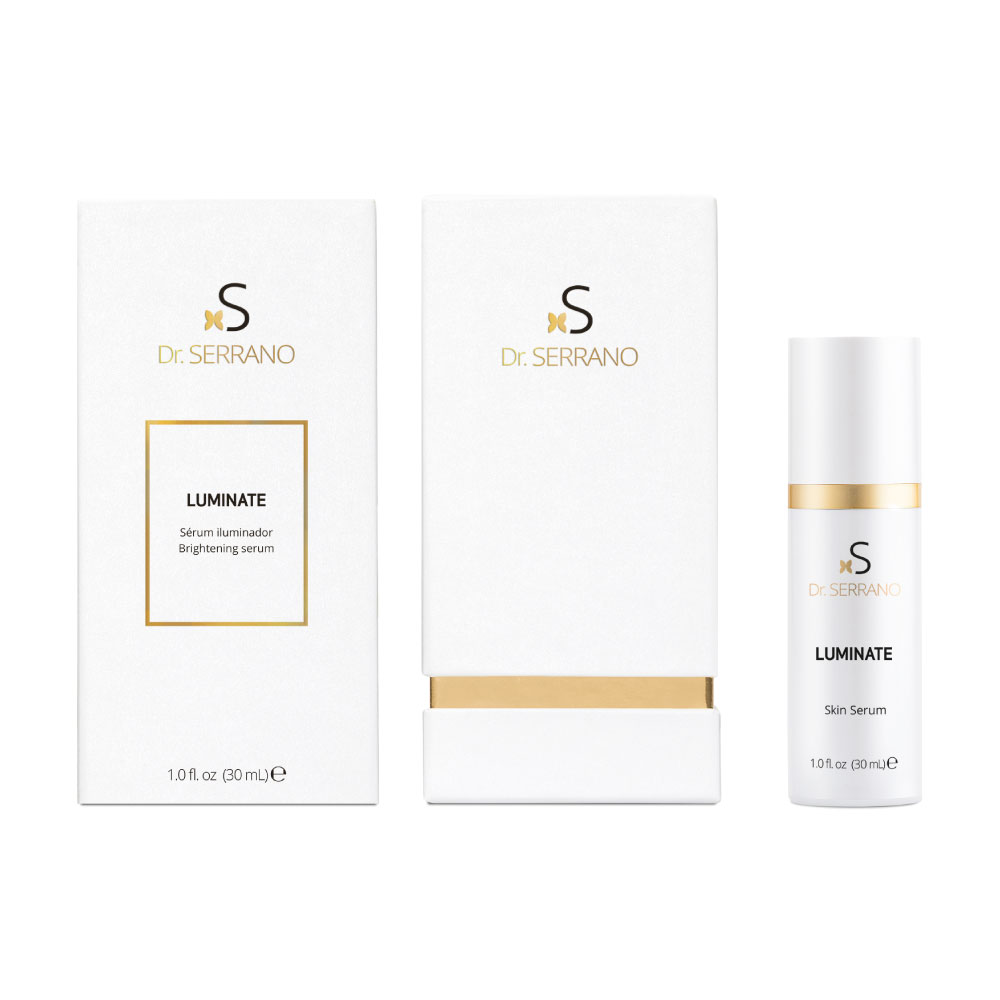 S
Dr. SERRANO
LUMINATE
Sérum iluminador
Brightening serum
1.0 fl. oz (30 mL) ℮
S
Dr. SERRANO
S
Dr. SERRANO
LUMINATE
Skin Serum
1.0 fl. oz (30 mL) ℮